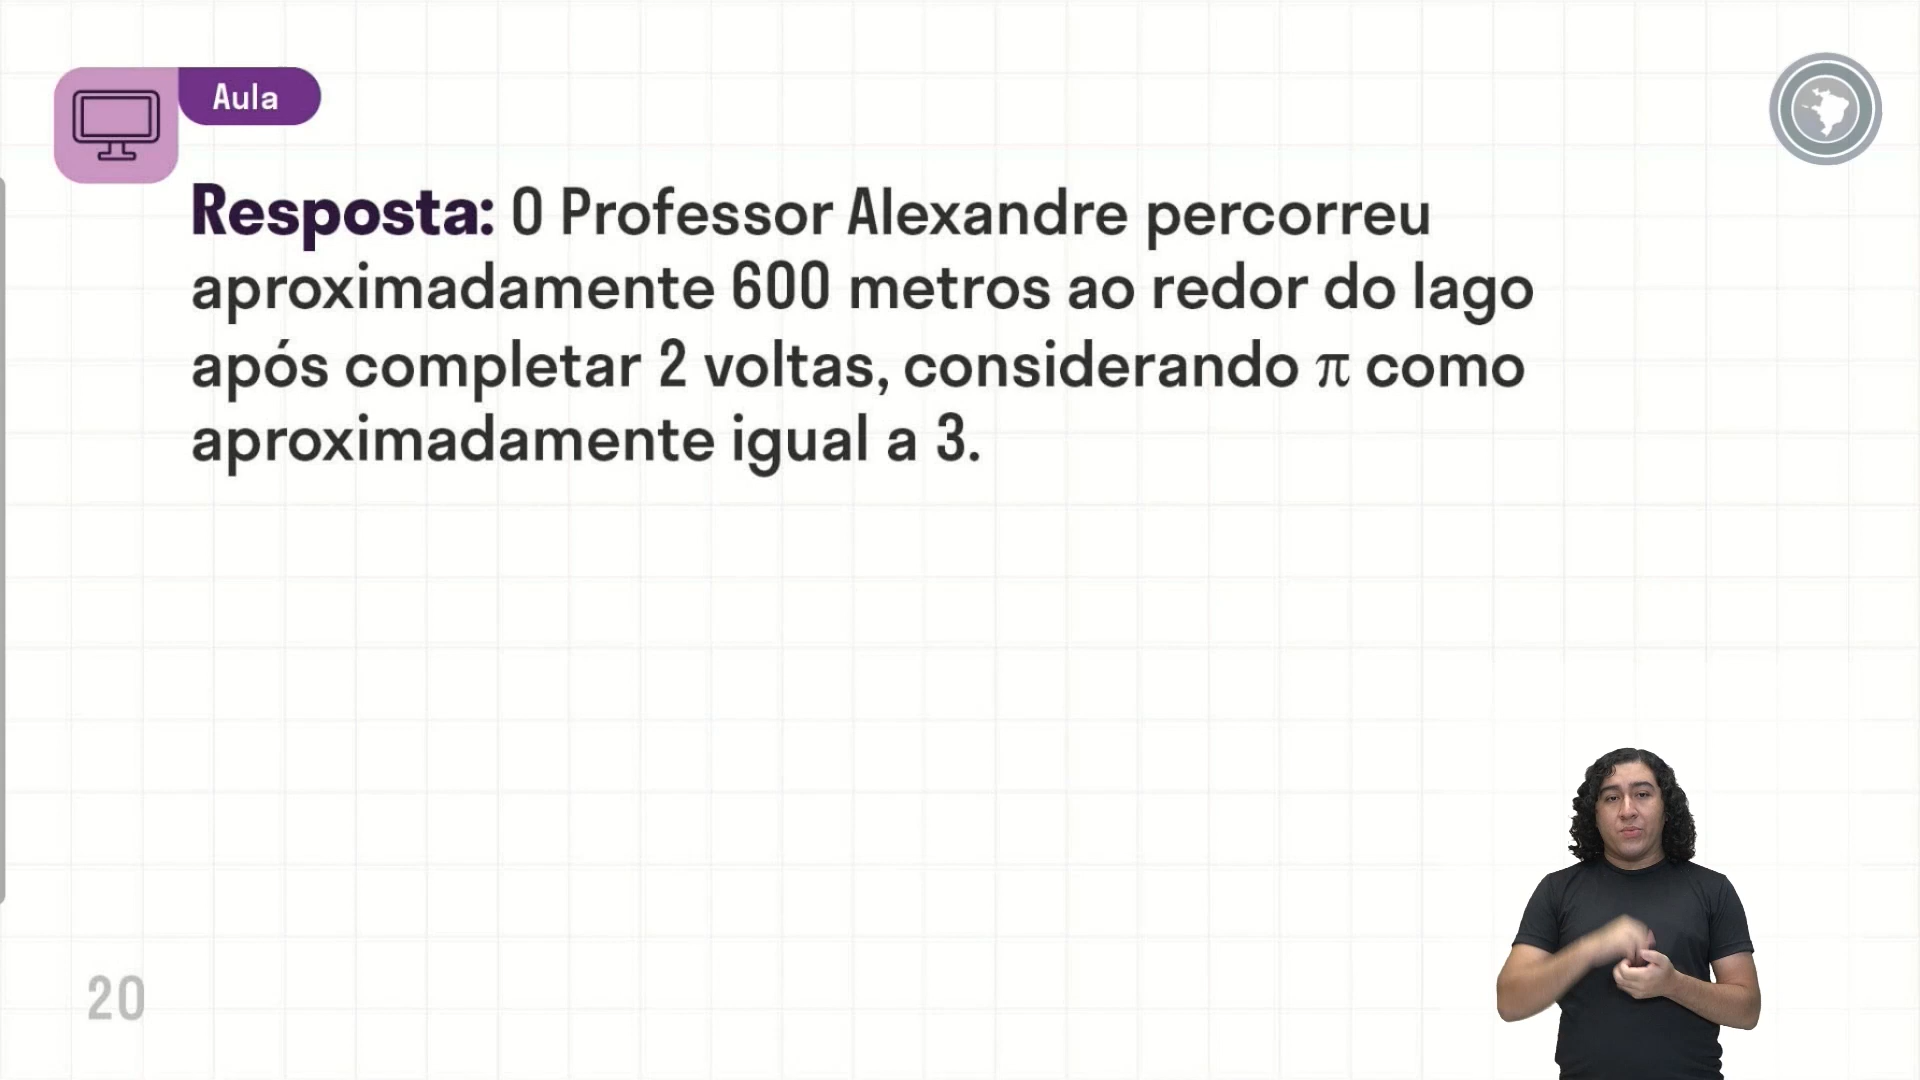 Aula
Resposta: O Professor Alexandre percorreu
aproximadamente 600 metros ao redor do lago
após completar 2 voltas, considerando π como
aproximadamente igual a 3.
20